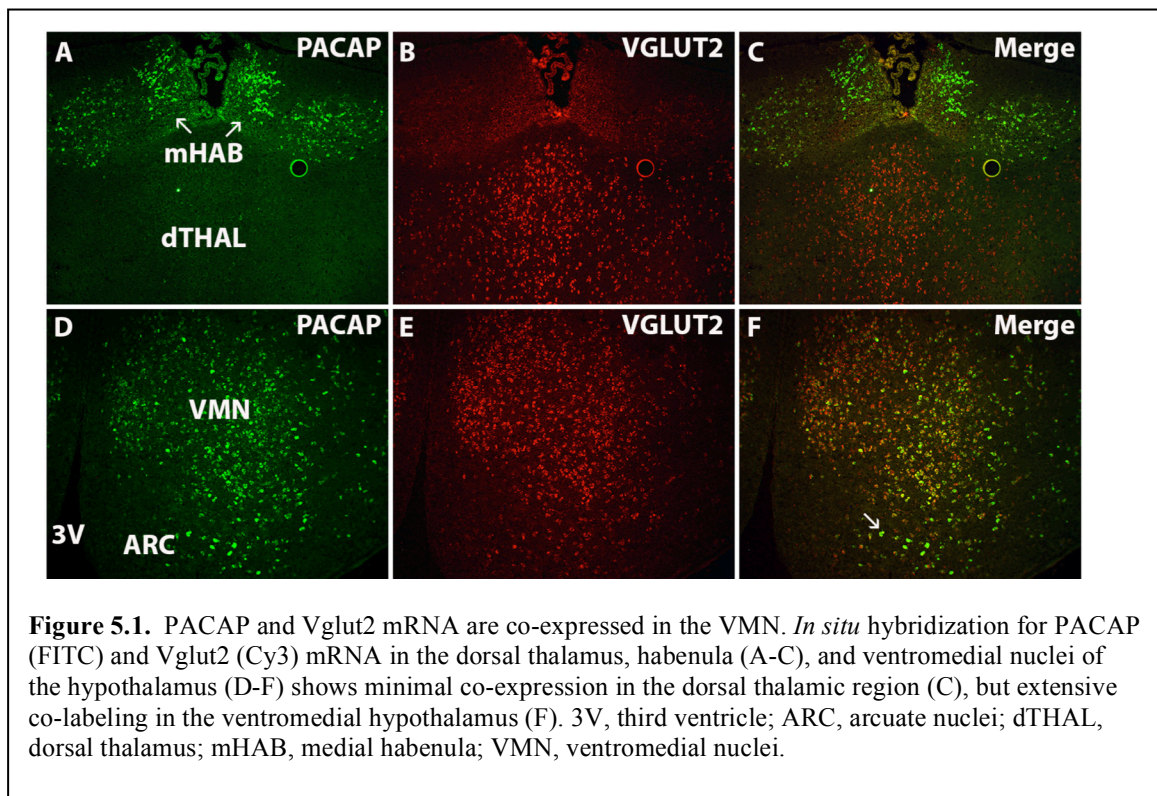 A PACAP
B VGLUT2
C Merge
mHAB
dTHAL
D PACAP
E VGLUT2
F Merge
VMN
3V
ARC
Figure 5.1. PACAP and Vglut2 mRNA are co-expressed in the VMN. In situ hybridization for PACAP
(FITC) and Vglut2 (Cy3) mRNA in the dorsal thalamus, habenula (A-C), and ventromedial nuclei of
the hypothalamus (D-F) shows minimal co-expression in the dorsal thalamic region (C), but extensive
co-labeling in the ventromedial hypothalamus (F). 3V, third ventricle; ARC, arcuate nuclei; dTHAL,
dorsal thalamus; mHAB, medial habenula; VMN, ventromedial nuclei.